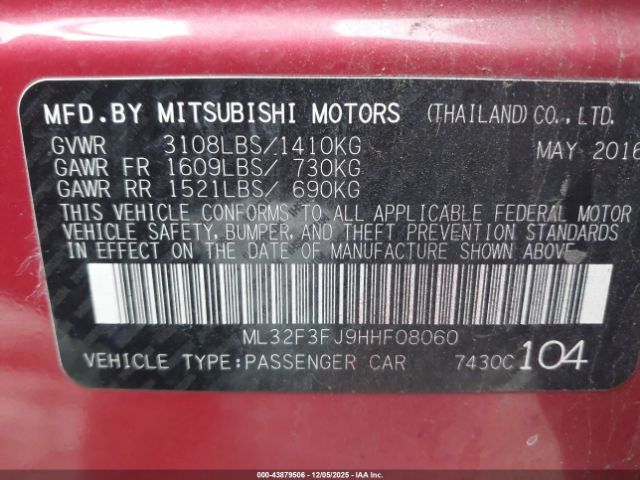 MFD.BY MITSUBISHI MOTORS (THAILAND) CO., LTD.
GVWR 3108LBS/1410KG MAY 2016
GAWR FR 1609LBS/ 730KG
GAWR RR 1521LBS/ 690KG
THIS VEHICLE CONFORMS TO ALL APPLICABLE FEDERAL MOTOR
VEHICLE SAFETY, BUMPER, AND THEFT PREVENTION STANDARDS
IN EFFECT ON THE DATE OF MANUFACTURE SHOWN ABOVE.
ML32F3FJ9HHF08060
VEHICLE TYPE:PASSENGER CAR 7430C 104
000-43879506 - 12/05/2025 - IAA Inc. All Rights Reserved